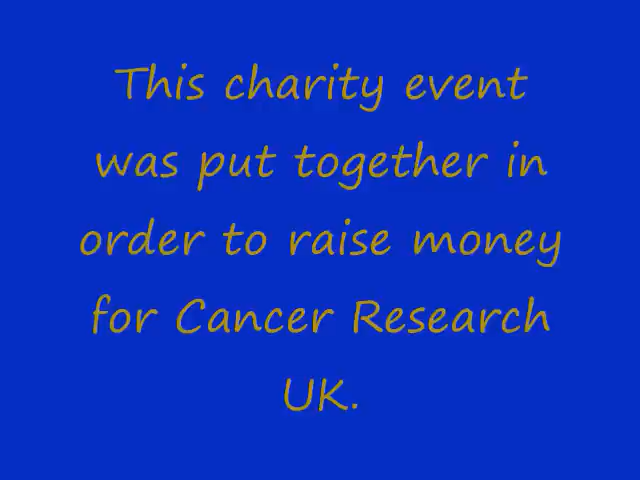 This charity event
was put together in
order to raise money
for Cancer Research
UK.